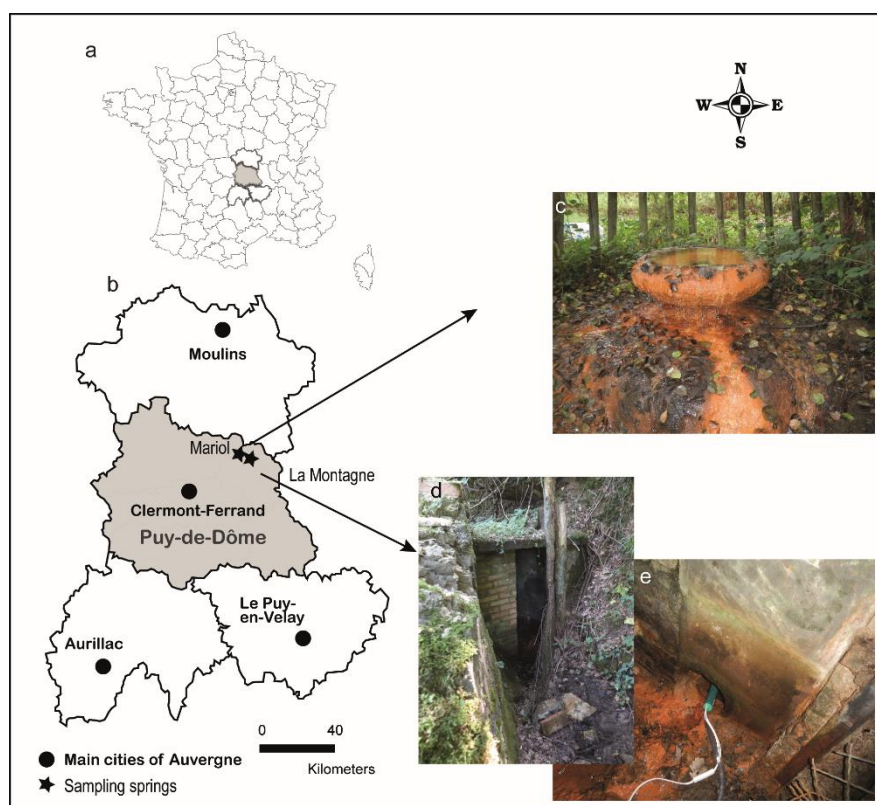 a
N
W E
S
c
b
Moulins
Mariol
La Montagne
Clermont-Ferrand
Puy-de-Dôme
d
e
Le Puy-
en-Velay
Aurillac
0 40
Kilometers
Main cities of Auvergne
Sampling springs